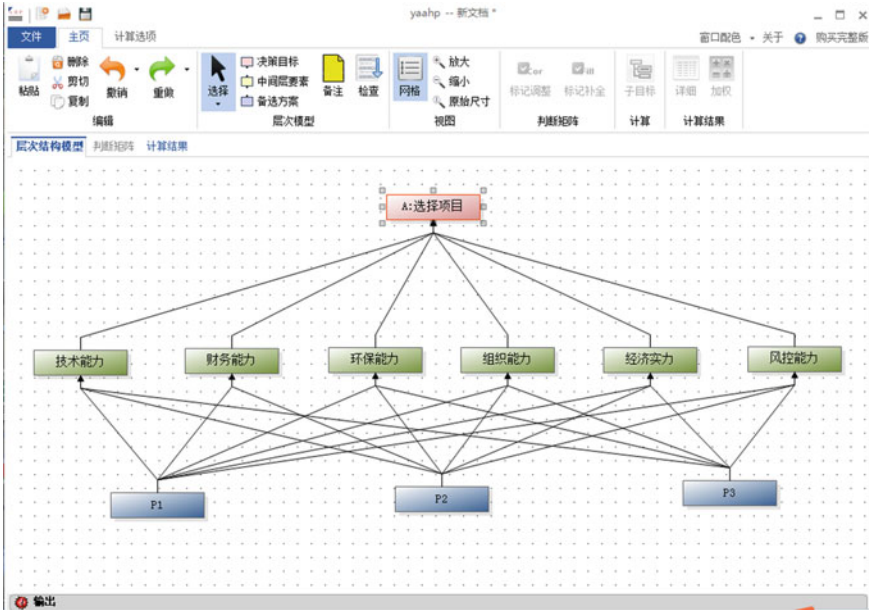 yaahp -- 新文档 *
文件 主页 计算选项 窗口配色 关于 购买完整版
粘贴 删除 剪切 复制 撤销 重做 选择 决策目标 中间层要素 备选方案 备注 检查 网格 放大 缩小 原始尺寸 标记调整 标记补全 子目标 详细 加权
编辑 层次模型 视图 判断矩阵 计算 计算结果
层次结构模型 判断矩阵 计算结果
A:选择项目
技术能力 财务能力 环保能力 组织能力 经济实力 风控能力
P1 P2 P3
输出